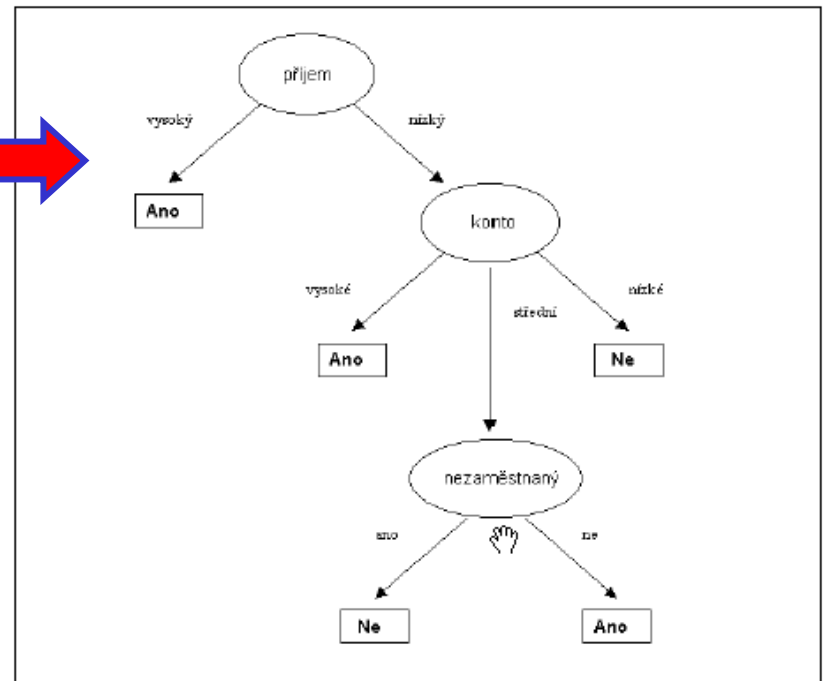 příjem
vysoký
nízký
Ano
konto
vysoké
střední
nízké
Ano
Ne
nezaměstnaný
ano
ne
Ne
Ano